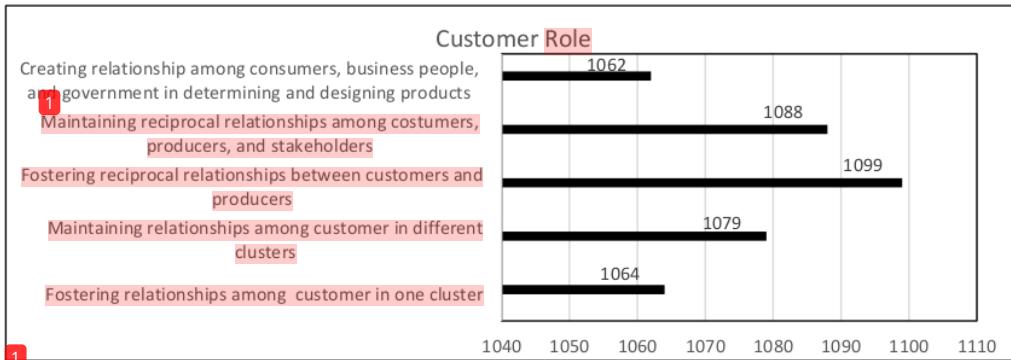 Customer Role
Creating relationship among consumers, business people,
and government in determining and designing products
1062
1
Maintaining reciprocal relationships among costumers,
producers, and stakeholders
1088
Fostering reciprocal relationships between customers and
producers
1099
Maintaining relationships among customer in different
clusters
1079
Fostering relationships among customer in one cluster
1064
1040 1050 1060 1070 1080 1090 1100 1110
1